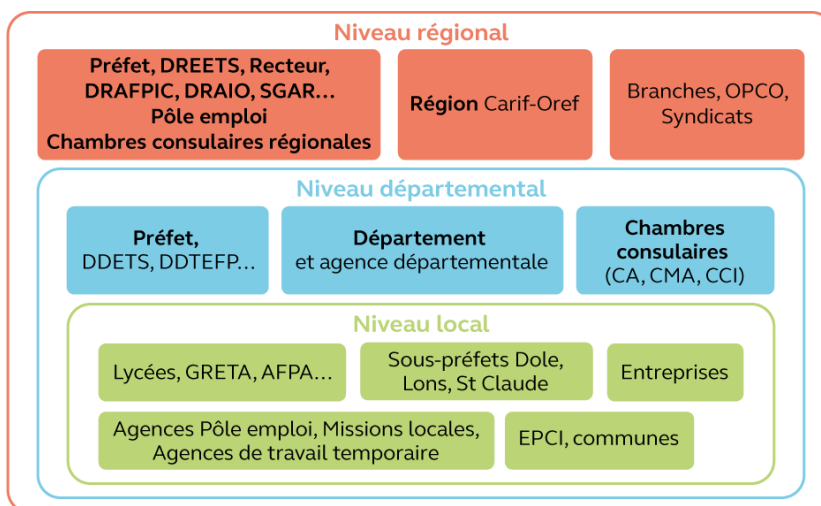 Niveau régional
Préfet, DREETS, Recteur,
DRAFPIC, DRAIO, SGAR...
Pôle emploi
Chambres consulaires régionales
Région Carif-Oref
Branches, OPCO,
Syndicats
Niveau départemental
Préfet,
DDETS, DDTEFP...
Département
et agence départementale
Chambres
consulaires
(CA, CMA, CCI)
Niveau local
Lycées, GRETA, AFPA...
Sous-préfets Dole,
Lons, St Claude
Entreprises
Agences Pôle emploi, Missions locales,
Agences de travail temporaire
EPCI, communes